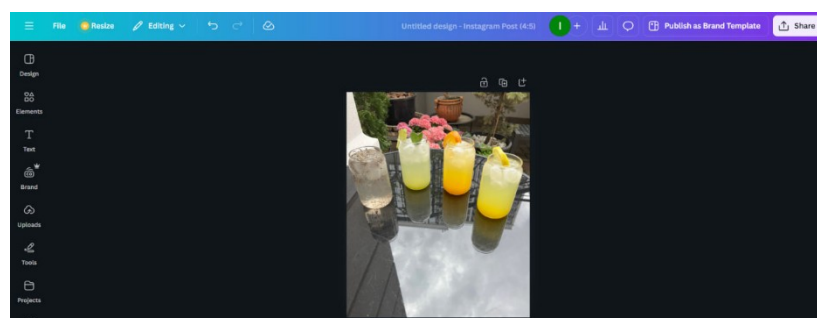 File Resize Editing Untitled design - Instagram Post (4:5) I + Publish as Brand Template Share
Design
Elements
Text
Brand
Uploads
Tools
Projects